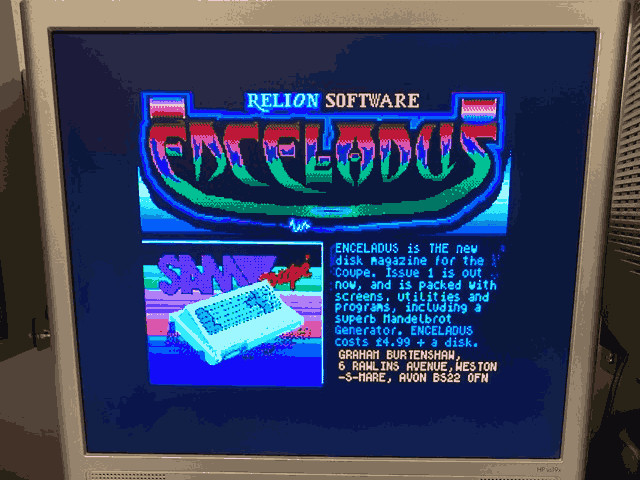 RELION SOFTWARE
ENCELADUS
SAM
ENCELADUS is THE new
disk magazine for the
Coupe. Issue 1 is out
now, and is packed with
screens, utilities and
programs, including a
superb Mandelbrot
Generator. ENCELADUS
costs £4.99 + a disk.
GRAHAM BURTENSHAW,
6 RAWLINS AVENUE,WESTON
-S-MARE, AVON BS22 0FN